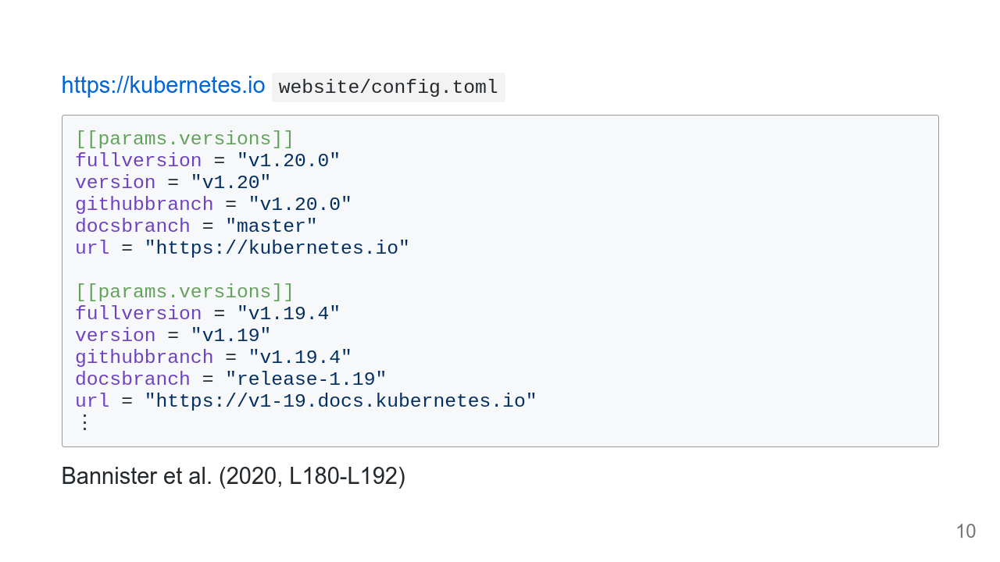 https://kubernetes.io website/config.toml
[[params.versions]]
fullversion = "v1.20.0"
version = "v1.20"
githubbranch = "v1.20.0"
docsbranch = "master"
url = "https://kubernetes.io"

[[params.versions]]
fullversion = "v1.19.4"
version = "v1.19"
githubbranch = "v1.19.4"
docsbranch = "release-1.19"
url = "https://v1-19.docs.kubernetes.io"
⋮
Bannister et al. (2020, L180-L192)
10